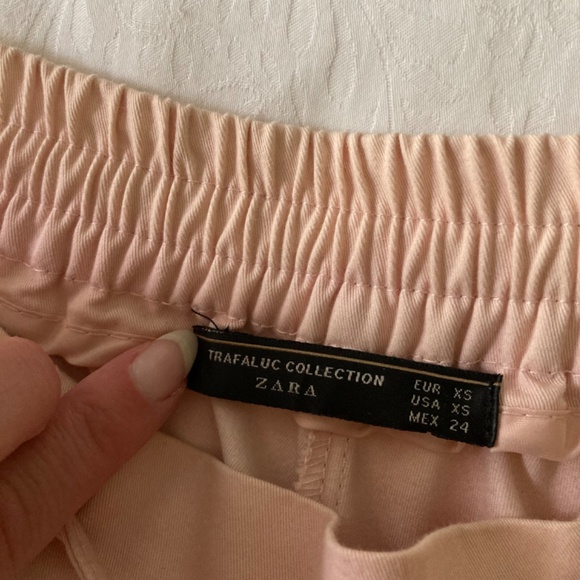 TRAFALUC COLLECTION
ZARA
EUR XS
USA XS
MEX 24